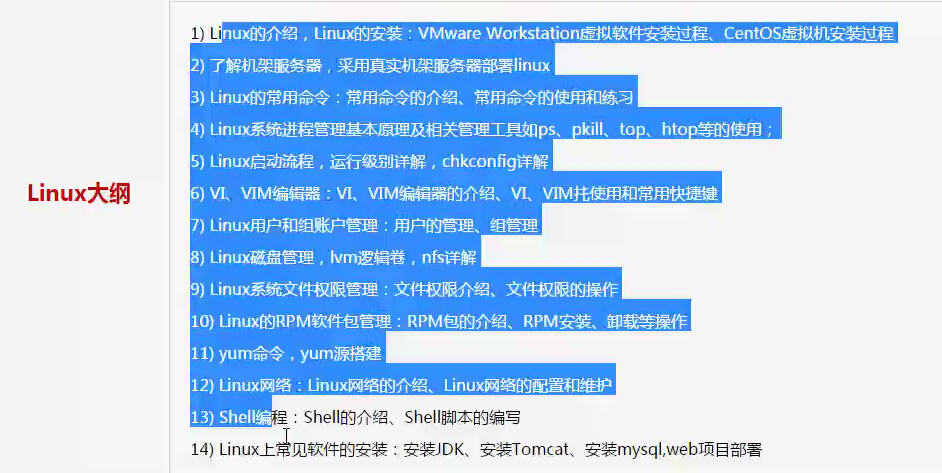 Linux大纲
1) Linux的介绍，Linux的安装：VMware Workstation虚拟软件安装过程、CentOS虚拟机安装过程
2) 了解机架服务器，采用真实机架服务器部署linux
3) Linux的常用命令：常用命令的介绍、常用命令的使用和练习
4) Linux系统进程管理基本原理及相关管理工具如ps、pkill、top、htop等的使用；
5) Linux启动流程，运行级别详解，chkconfig详解
6) VI、VIM编辑器：VI、VIM编辑器的介绍、VI、VIM扥使用和常用快捷键
7) Linux用户和组账户管理：用户的管理、组管理
8) Linux磁盘管理，lvm逻辑卷，nfs详解
9) Linux系统文件权限管理：文件权限介绍、文件权限的操作
10) Linux的RPM软件包管理：RPM包的介绍、RPM安装、卸载等操作
11) yum命令，yum源搭建
12) Linux网络：Linux网络的介绍、Linux网络的配置和维护
13) Shell编程：Shell的介绍、Shell脚本的编写
14) Linux上常见软件的安装：安装JDK、安装Tomcat、安装mysql,web项目部署